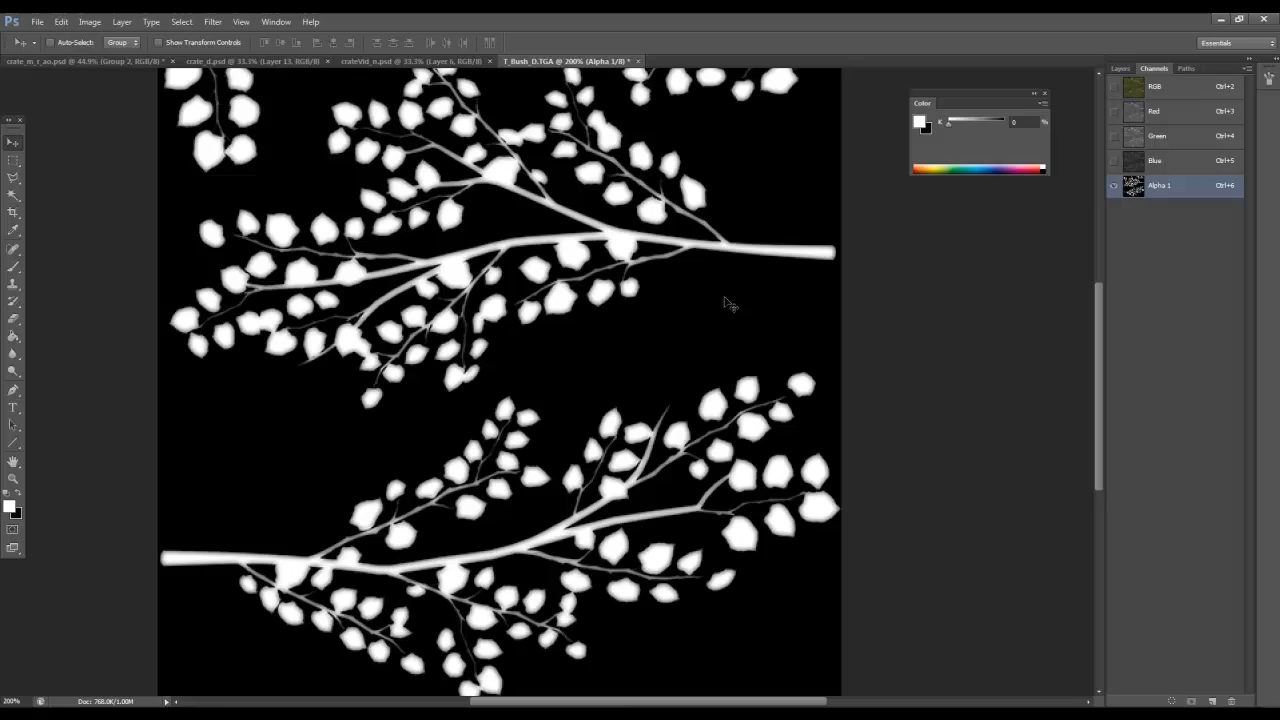 Ps File Edit Image Layer Type Select Filter View Window Help
Auto-Select: Group Show Transform Controls Essentials
crate_m_r_ao.psd @ 44.9% (Group 2, RGB/8) * × crate_d.psd @ 33.3% (Layer 13, RGB/8) × crateVid_n.psd @ 33.3% (Layer 6, RGB/8) × T_Bush_D.TGA @ 200% (Alpha 1/8) * ×
Layers Channels Paths
RGB Ctrl+2
Color
Red Ctrl+3
K 0 %
Green Ctrl+4
Blue Ctrl+5
Alpha 1 Ctrl+6
200% Doc: 768.0K/1.00M